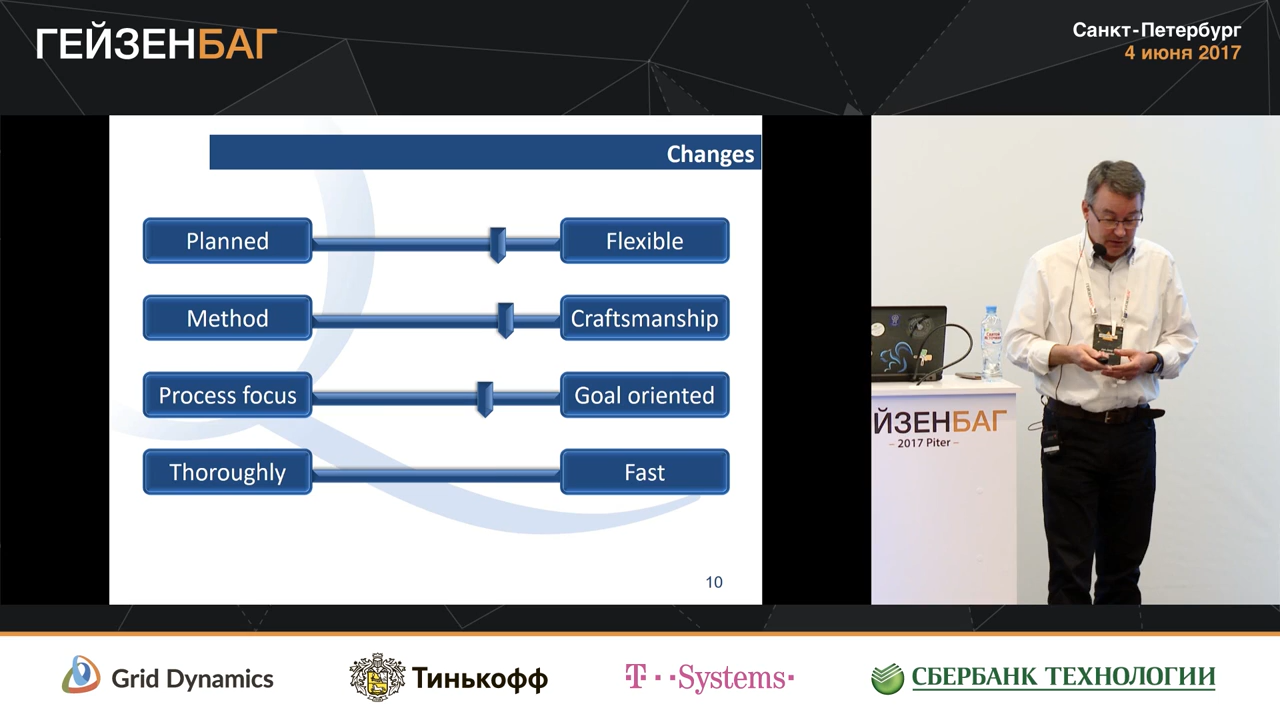 ГЕЙЗЕНБАГ
Санкт-Петербург
4 июня 2017
Changes
Planned
Flexible
Method
Craftsmanship
Process focus
Goal oriented
Thoroughly
Fast
10
ЙЗЕНБАГ
– 2017 Piter –
Grid Dynamics
Тинькофф
T··Systems·
СБЕРБАНК ТЕХНОЛОГИИ